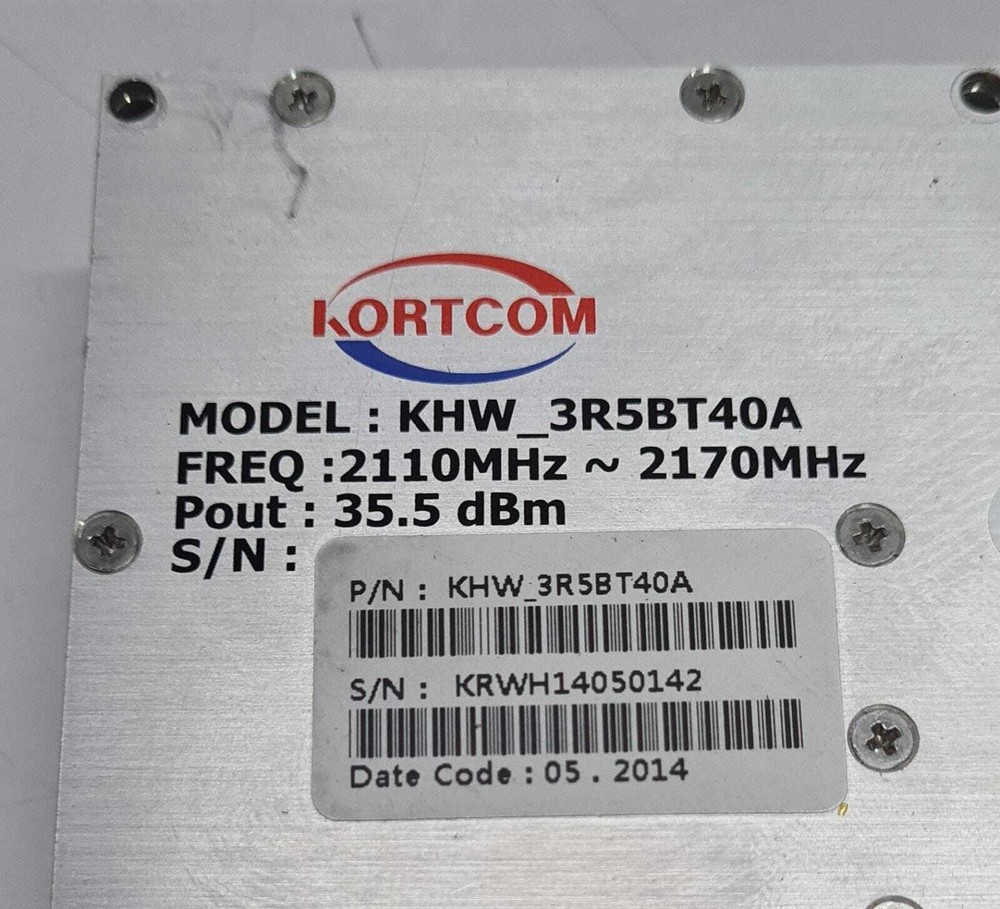 KORTCOM
MODEL : KHW_3R5BT40A
FREQ :2110MHz ~ 2170MHz
Pout : 35.5 dBm
S/N :
P/N : KHW_3R5BT40A
S/N : KRWH14050142
Date Code : 05 . 2014